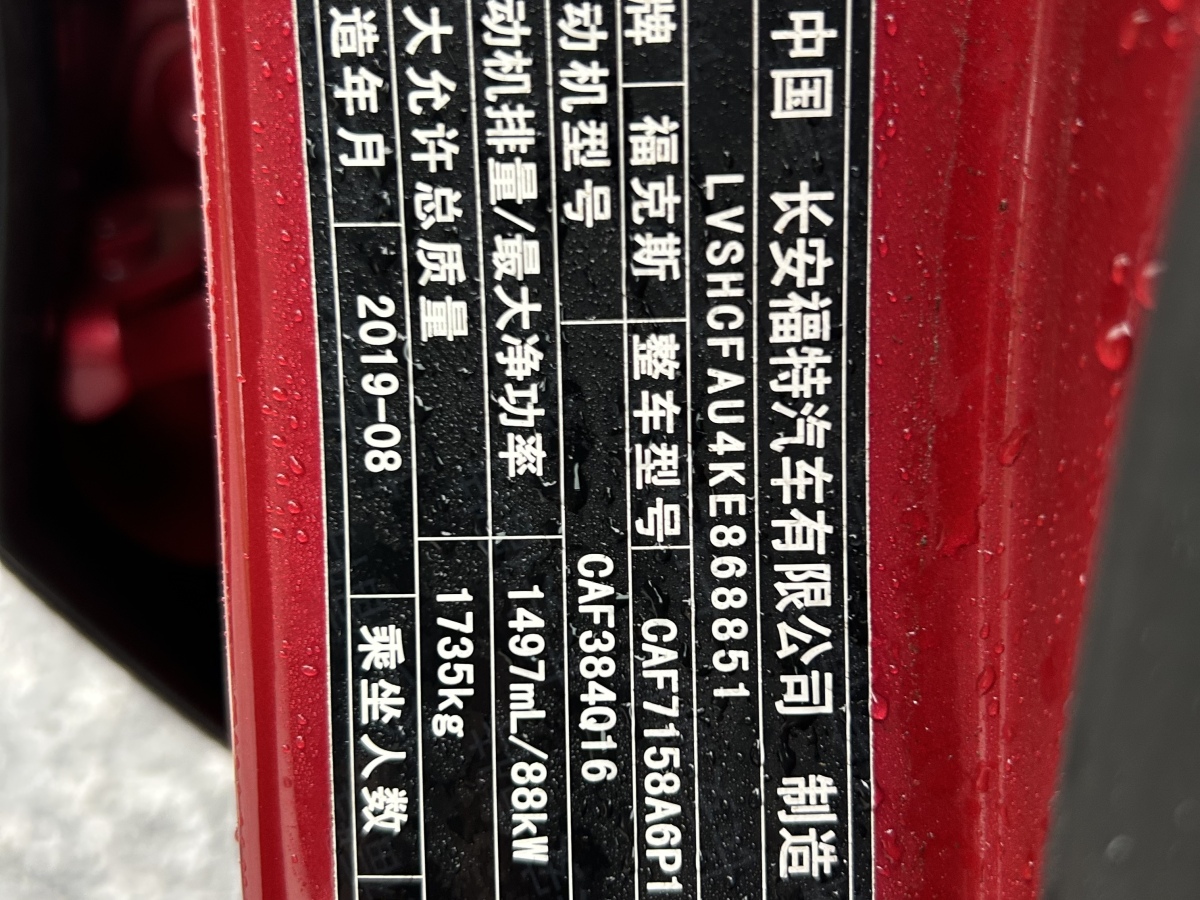 中国 长安福特汽车有限公司 制造
LVSHCFAU4KE868851
牌 福克斯 整车型号 CAF7158A6P1
动机型号 CAF384Q16
动机排量/最大净功率 1497mL/88kW
大允许总质量 1735kg
造年月 2019-08 乘坐人数